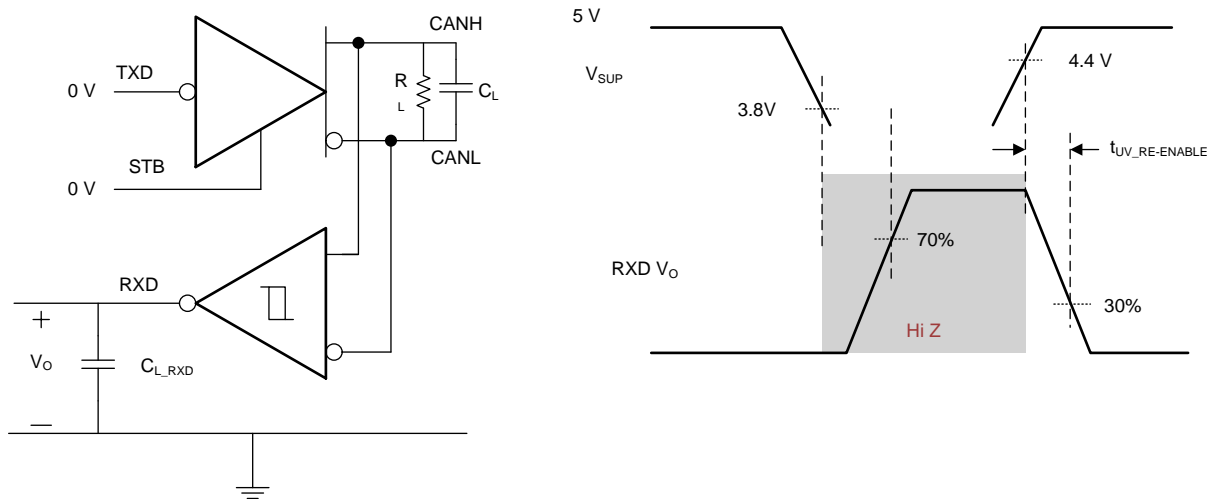 CANH
TXD
0 V
R
L
C_L
STB
CANL
0 V
RXD
+
V_O
C_L_RXD
—
5 V
V_SUP
4.4 V
3.8V
t_UV_RE-ENABLE
70%
RXD V_O
30%
Hi Z